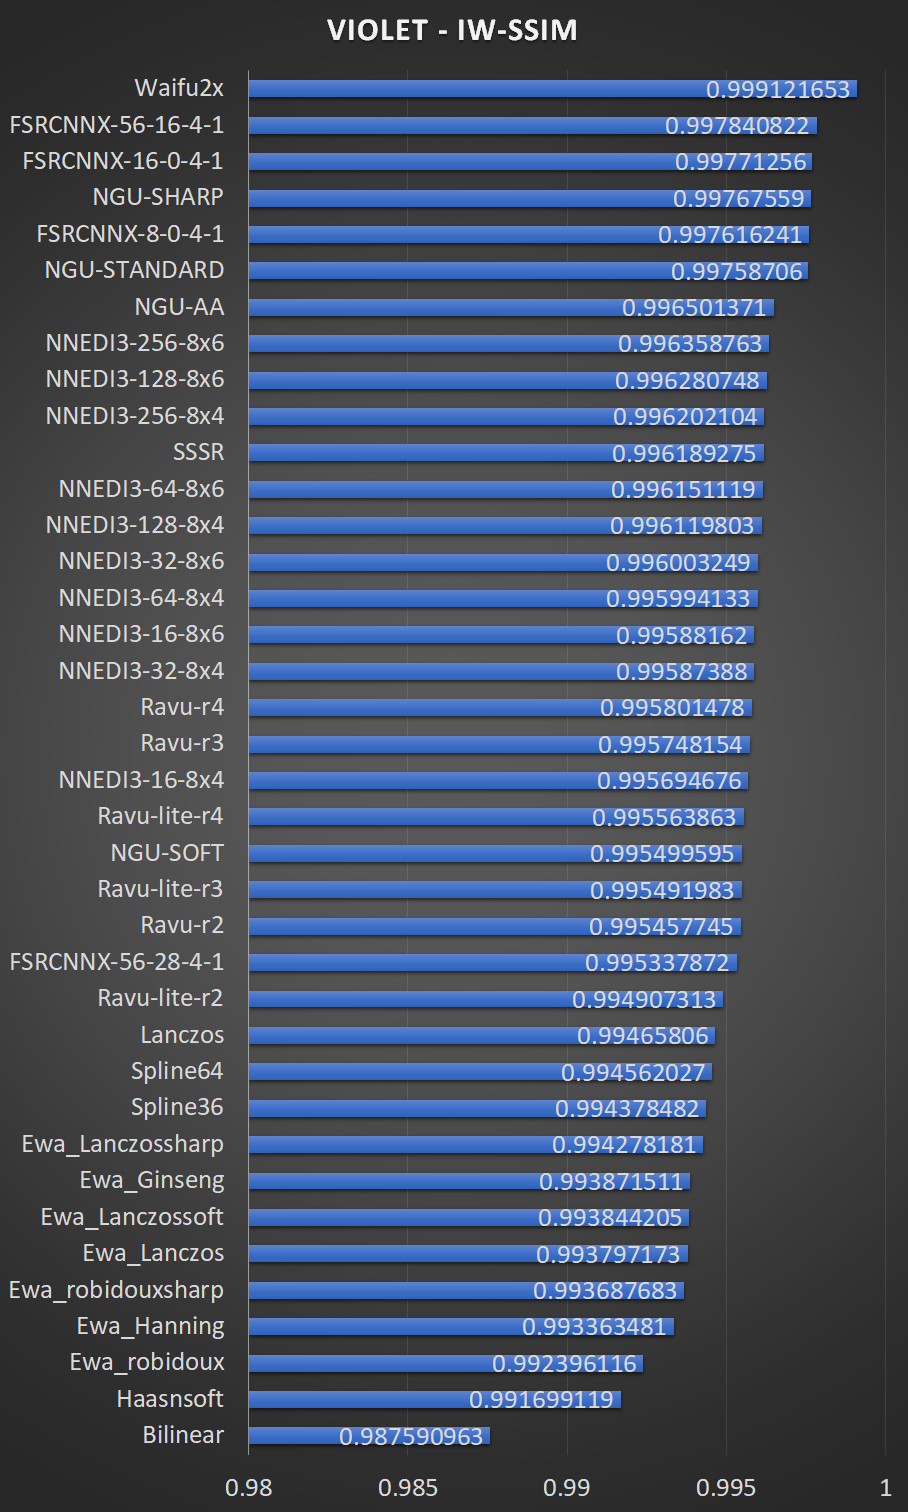 VIOLET - IW-SSIM
Waifu2x 0.999121653
FSRCNNX-56-16-4-1 0.997840822
FSRCNNX-16-0-4-1 0.99771256
NGU-SHARP 0.99767559
FSRCNNX-8-0-4-1 0.997616241
NGU-STANDARD 0.99758706
NGU-AA 0.996501371
NNEDI3-256-8x6 0.996358763
NNEDI3-128-8x6 0.996280748
NNEDI3-256-8x4 0.996202104
SSSR 0.996189275
NNEDI3-64-8x6 0.996151119
NNEDI3-128-8x4 0.996119803
NNEDI3-32-8x6 0.996003249
NNEDI3-64-8x4 0.995994133
NNEDI3-16-8x6 0.99588162
NNEDI3-32-8x4 0.99587388
Ravu-r4 0.995801478
Ravu-r3 0.995748154
NNEDI3-16-8x4 0.995694676
Ravu-lite-r4 0.995563863
NGU-SOFT 0.995499595
Ravu-lite-r3 0.995491983
Ravu-r2 0.995457745
FSRCNNX-56-28-4-1 0.995337872
Ravu-lite-r2 0.994907313
Lanczos 0.99465806
Spline64 0.994562027
Spline36 0.994378482
Ewa_Lanczossharp 0.994278181
Ewa_Ginseng 0.993871511
Ewa_Lanczossoft 0.993844205
Ewa_Lanczos 0.993797173
Ewa_robidouxsharp 0.993687683
Ewa_Hanning 0.993363481
Ewa_robidoux 0.992396116
Haasnsoft 0.991699119
Bilinear 0.987590963
0.98 0.985 0.99 0.995 1